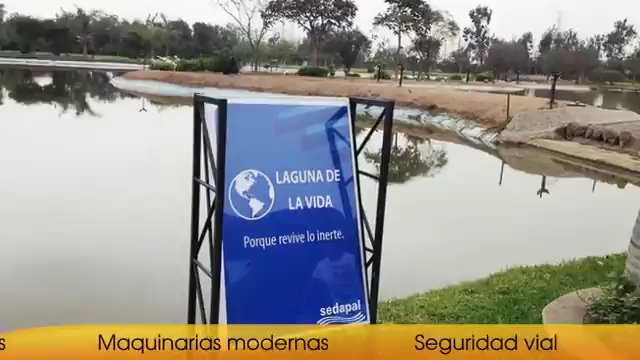 LAGUNA DE
LA VIDA
Porque revive lo inerte.
sedapal
s Maquinarias modernas Seguridad vial